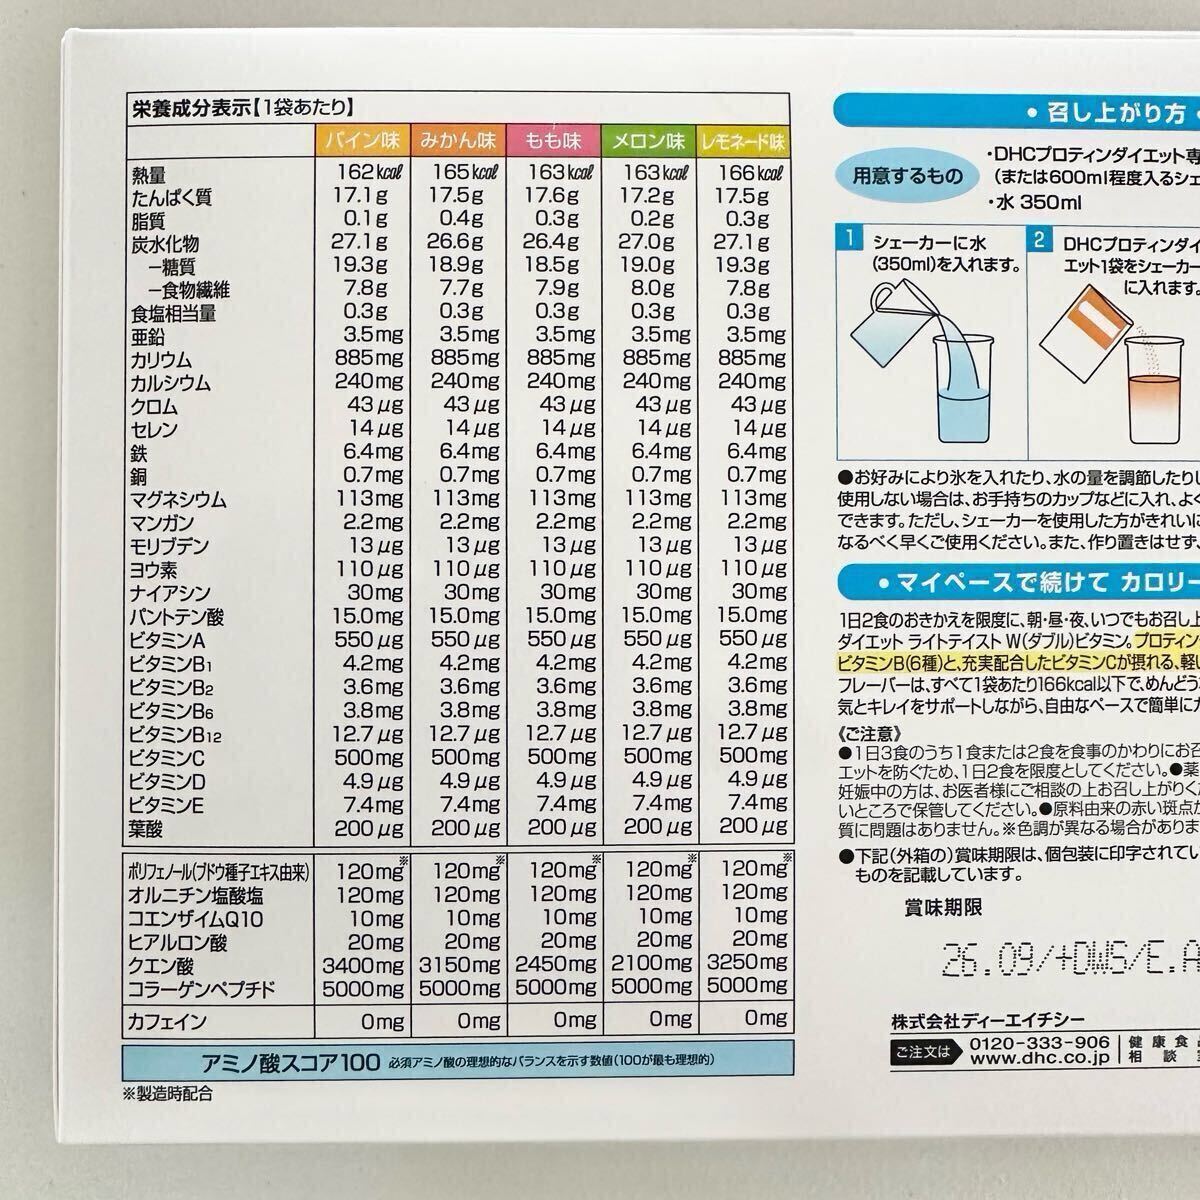 栄養成分表示【1袋あたり】
パイン味 みかん味 もも味 メロン味 レモネード味
熱量 162kcal 165kcal 163kcal 163kcal 166kcal
たんぱく質 17.1g 17.5g 17.6g 17.2g 17.5g
脂質 0.1g 0.4g 0.3g 0.2g 0.3g
炭水化物 27.1g 26.6g 26.4g 27.0g 27.1g
−糖質 19.3g 18.9g 18.5g 19.0g 19.3g
−食物繊維 7.8g 7.7g 7.9g 8.0g 7.8g
食塩相当量 0.3g 0.3g 0.3g 0.3g 0.3g
亜鉛 3.5mg 3.5mg 3.5mg 3.5mg 3.5mg
カリウム 885mg 885mg 885mg 885mg 885mg
カルシウム 240mg 240mg 240mg 240mg 240mg
クロム 43μg 43μg 43μg 43μg 43μg
セレン 14μg 14μg 14μg 14μg 14μg
鉄 6.4mg 6.4mg 6.4mg 6.4mg 6.4mg
銅 0.7mg 0.7mg 0.7mg 0.7mg 0.7mg
マグネシウム 113mg 113mg 113mg 113mg 113mg
マンガン 2.2mg 2.2mg 2.2mg 2.2mg 2.2mg
モリブデン 13μg 13μg 13μg 13μg 13μg
ヨウ素 110μg 110μg 110μg 110μg 110μg
ナイアシン 30mg 30mg 30mg 30mg 30mg
パントテン酸 15.0mg 15.0mg 15.0mg 15.0mg 15.0mg
ビタミンA 550μg 550μg 550μg 550μg 550μg
ビタミンB1 4.2mg 4.2mg 4.2mg 4.2mg 4.2mg
ビタミンB2 3.6mg 3.6mg 3.6mg 3.6mg 3.6mg
ビタミンB6 3.8mg 3.8mg 3.8mg 3.8mg 3.8mg
ビタミンB12 12.7μg 12.7μg 12.7μg 12.7μg 12.7μg
ビタミンC 500mg 500mg 500mg 500mg 500mg
ビタミンD 4.9μg 4.9μg 4.9μg 4.9μg 4.9μg
ビタミンE 7.4mg 7.4mg 7.4mg 7.4mg 7.4mg
葉酸 200μg 200μg 200μg 200μg 200μg
ポリフェノール(ブドウ種子エキス由来) 120mg※ 120mg※ 120mg※ 120mg※ 120mg※
オルニチン塩酸塩 120mg 120mg 120mg 120mg 120mg
コエンザイムQ10 10mg 10mg 10mg 10mg 10mg
ヒアルロン酸 20mg 20mg 20mg 20mg 20mg
クエン酸 3400mg 3150mg 2450mg 2100mg 3250mg
コラーゲンペプチド 5000mg 5000mg 5000mg 5000mg 5000mg
カフェイン 0mg 0mg 0mg 0mg 0mg
アミノ酸スコア100 必須アミノ酸の理想的なバランスを示す数値(100が最も理想的)
※製造時配合
・召し上がり方・
用意するもの
・DHCプロティンダイエット専
(または600ml程度入るシェ
・水 350ml
1 シェーカーに水
(350ml)を入れます。
2 DHCプロティンダイ
エット1袋をシェーカー
に入れます。
●お好みにより氷を入れたり、水の量を調節したりし
使用しない場合は、お手持ちのカップなどに入れ、よく
できます。ただし、シェーカーを使用した方がきれいに
なるべく早くご使用ください。また、作り置きはせず、
・マイペースで続けて カロリー
1日2食のおきかえを限度に、朝・昼・夜、いつでもお召し上
ダイエット ライトテイスト W(ダブル)ビタミン。プロティン
ビタミンB(6種)と、充実配合したビタミンCが摂れる、軽い
フレーバーは、すべて1袋あたり166kcal以下で、めんどうな
気とキレイをサポートしながら、自由なペースで簡単にカ
《ご注意》
●1日3食のうち1食または2食を食事のかわりにお召
エットを防ぐため、1日2食を限度としてください。●薬
妊娠中の方は、お医者様にご相談の上お召し上がりくだ
いところで保管してください。●原料由来の赤い斑点が
質に問題はありません。※色調が異なる場合がありま
●下記(外箱の)賞味期限は、個包装に印字されてい
ものを記載しています。
賞味期限
26.09/+DWS/E.A
株式会社ディーエイチシー
ご注文は 0120-333-906 健康食品
www.dhc.co.jp 相談室